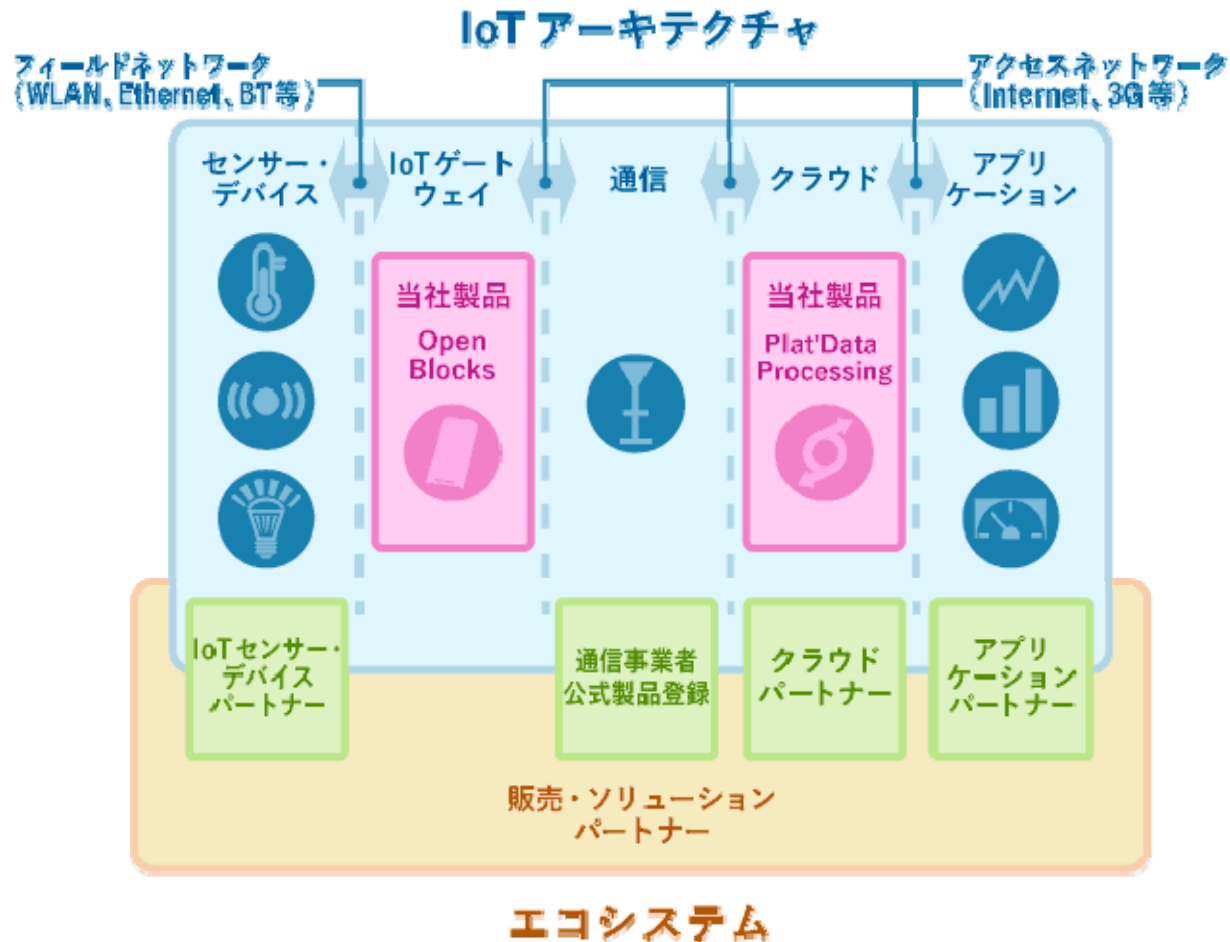 IoT アーキテクチャ
フィールドネットワーク
(WLAN、Ethernet、BT等)
アクセスネットワーク
(Internet、3G等)
センサー・
デバイス
IoTゲート
ウェイ
通信
クラウド
アプリ
ケーション
当社製品
Open
Blocks
当社製品
Plat'Data
Processing
IoTセンサー・
デバイス
パートナー
通信事業者
公式製品登録
クラウド
パートナー
アプリ
ケーション
パートナー
販売・ソリューション
パートナー
エコシステム